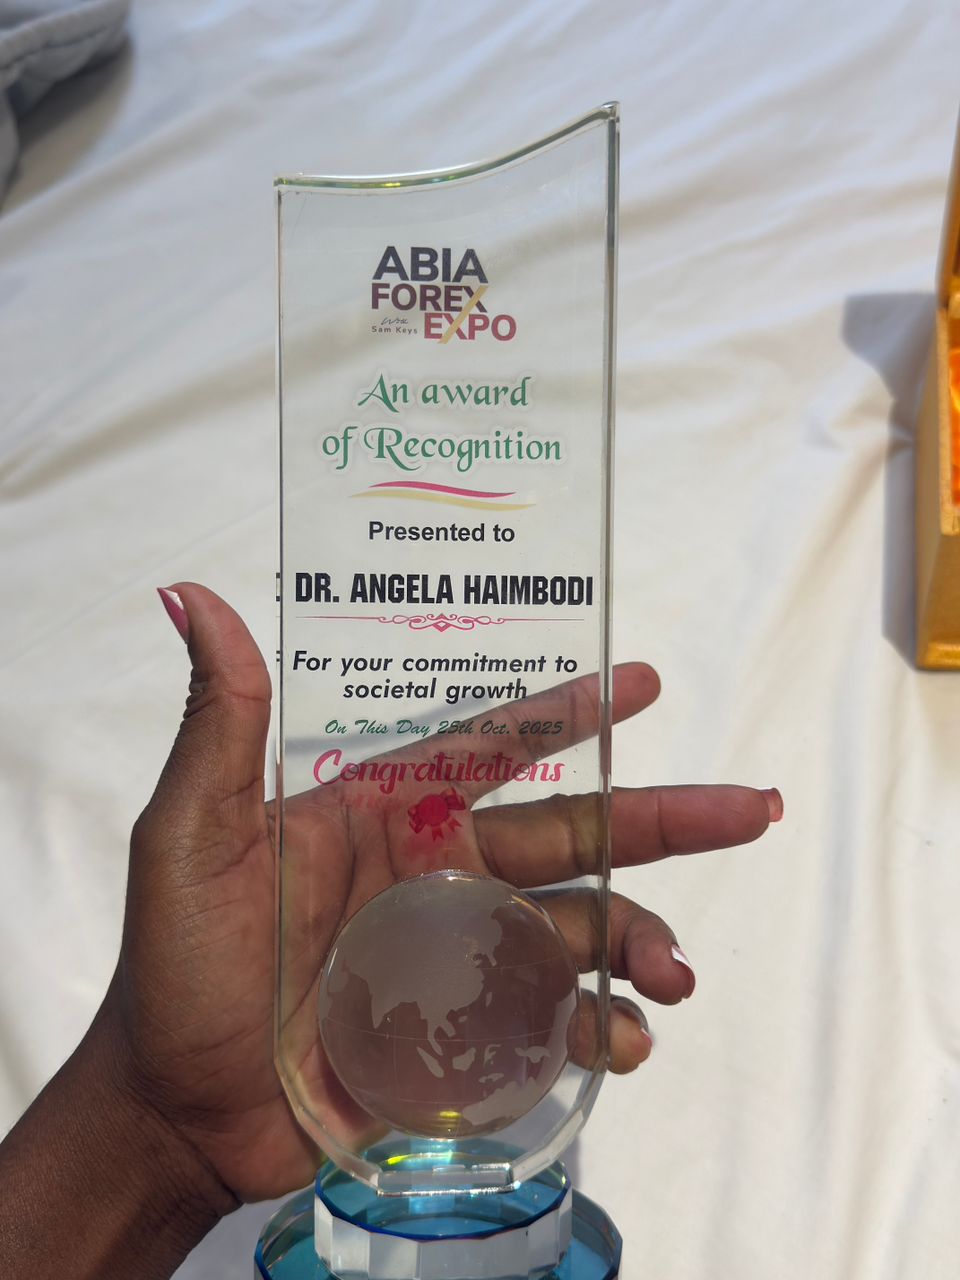 ABIA
FOREX
with
Sam Keys
EXPO
An award
of Recognition
Presented to
DR. ANGELA HAIMBODI
For your commitment to
societal growth
On This Day 25th Oct. 2025
Congratulations